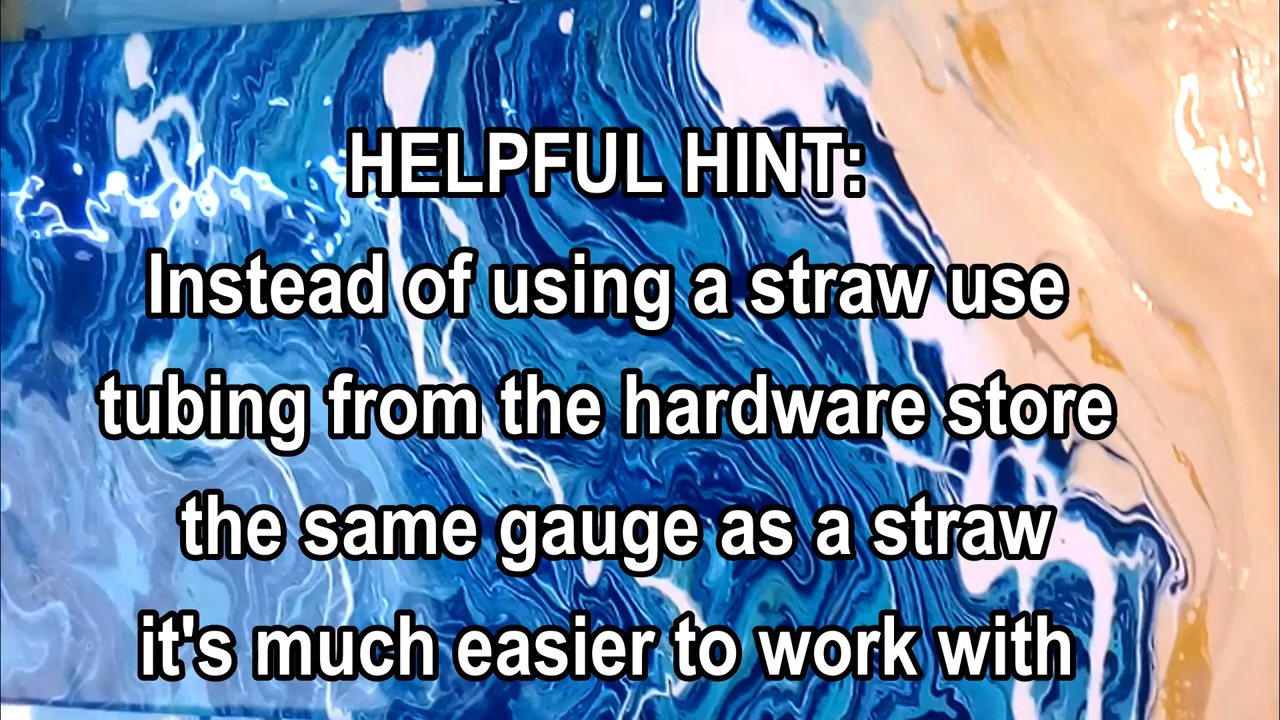 HELPFUL HINT:
Instead of using a straw use
tubing from the hardware store
the same gauge as a straw
it's much easier to work with